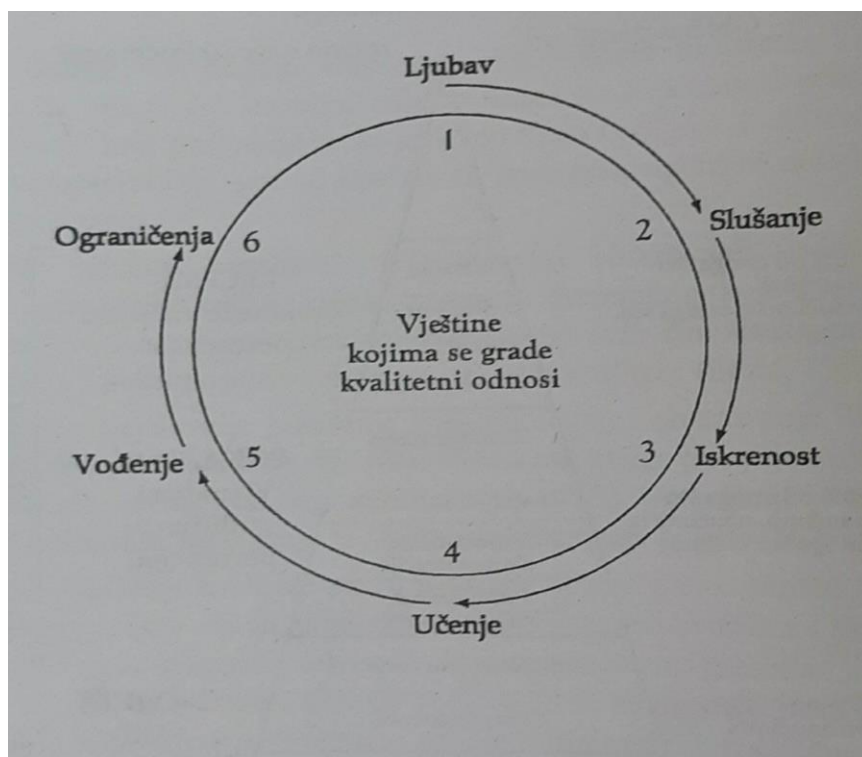 Ljubav
1
2
Slušanje
3
Iskrenost
4
Učenje
5
Vođenje
6
Ograničenja
Vještine
kojima se grade
kvalitetni odnosi